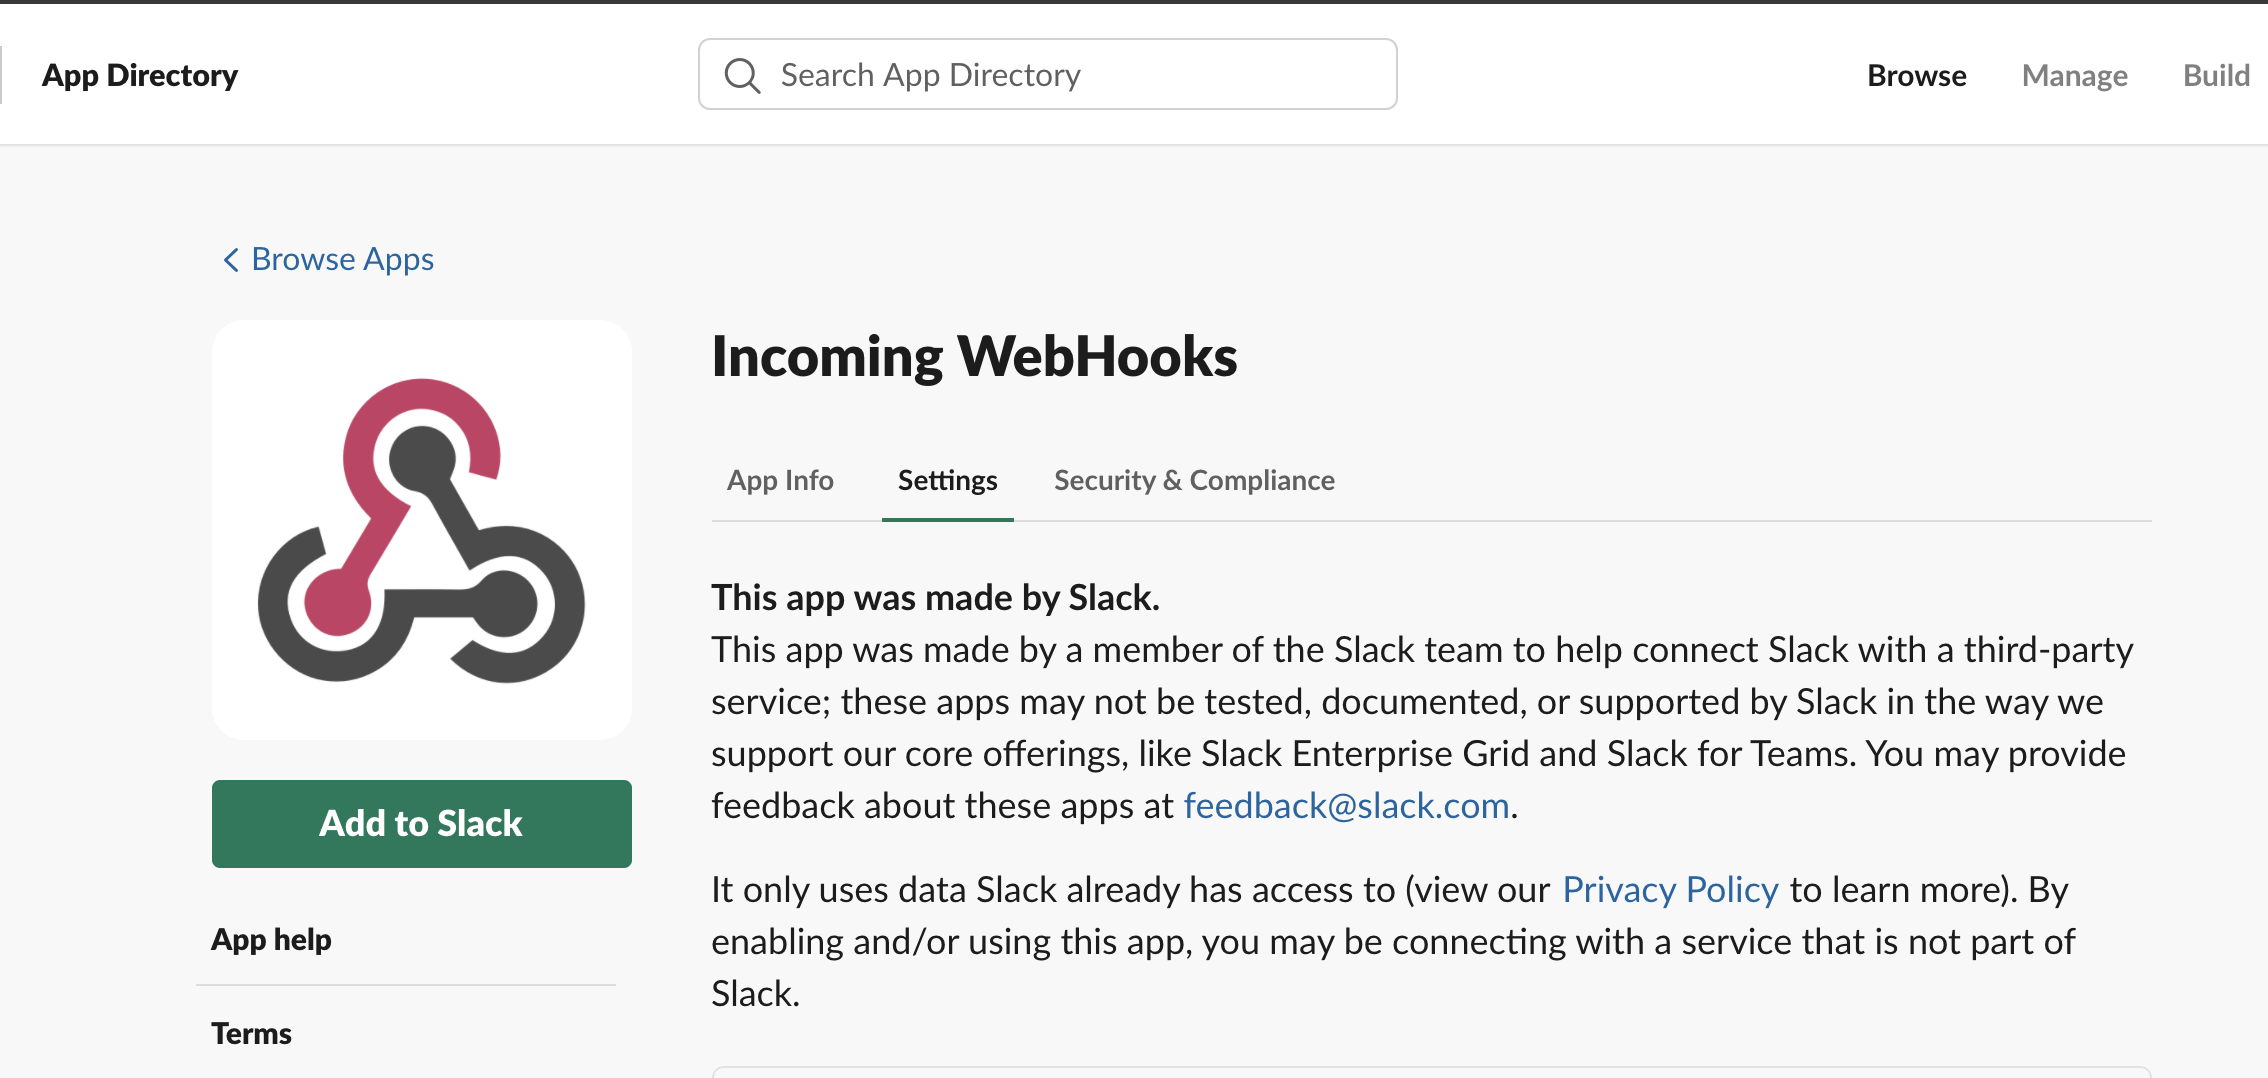 App Directory
Search App Directory
Browse
Manage
Build
Browse Apps
Incoming WebHooks
App Info
Settings
Security & Compliance
This app was made by Slack.
This app was made by a member of the Slack team to help connect Slack with a third-party
service; these apps may not be tested, documented, or supported by Slack in the way we
support our core offerings, like Slack Enterprise Grid and Slack for Teams. You may provide
feedback about these apps at feedback@slack.com.
It only uses data Slack already has access to (view our Privacy Policy to learn more). By
enabling and/or using this app, you may be connecting with a service that is not part of
Slack.
Add to Slack
App help
Terms